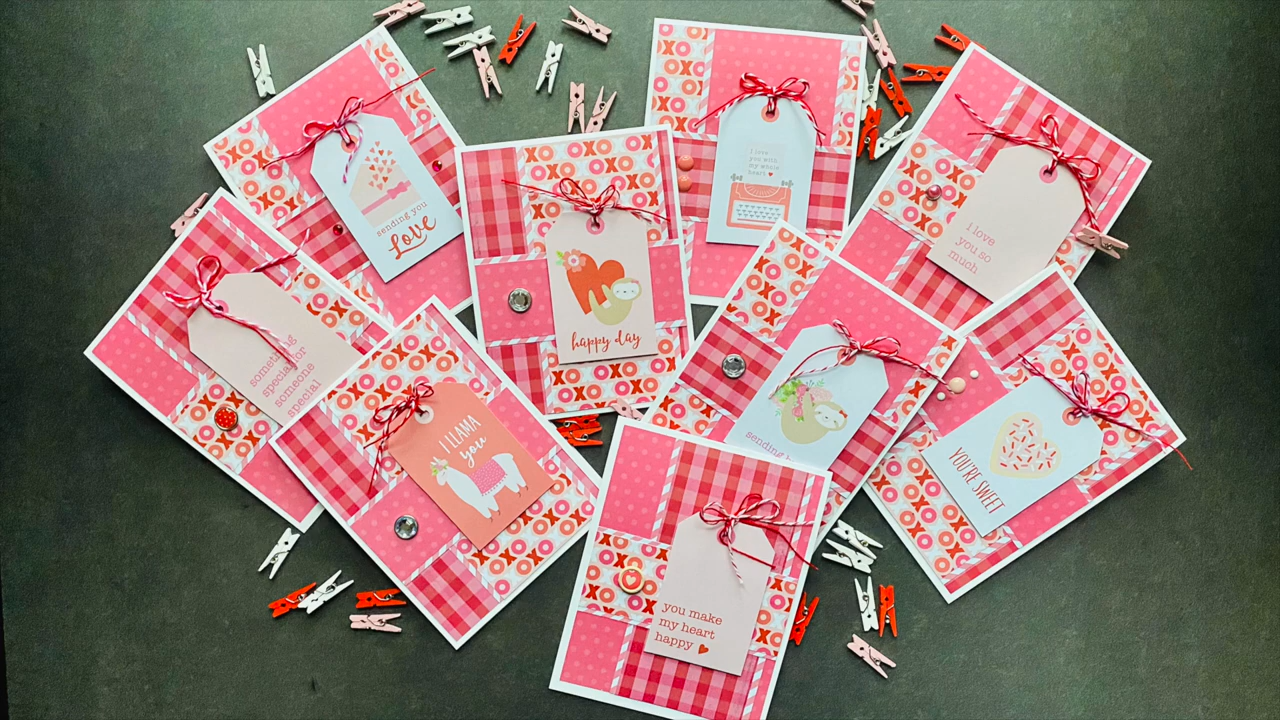 sending you
Love
I love
you with
my whole
heart
i love
you so
much
something
special for
someone
special
happy day
I LLAMA
you
sending
YOU'RE SWEET
you make
my heart
happy